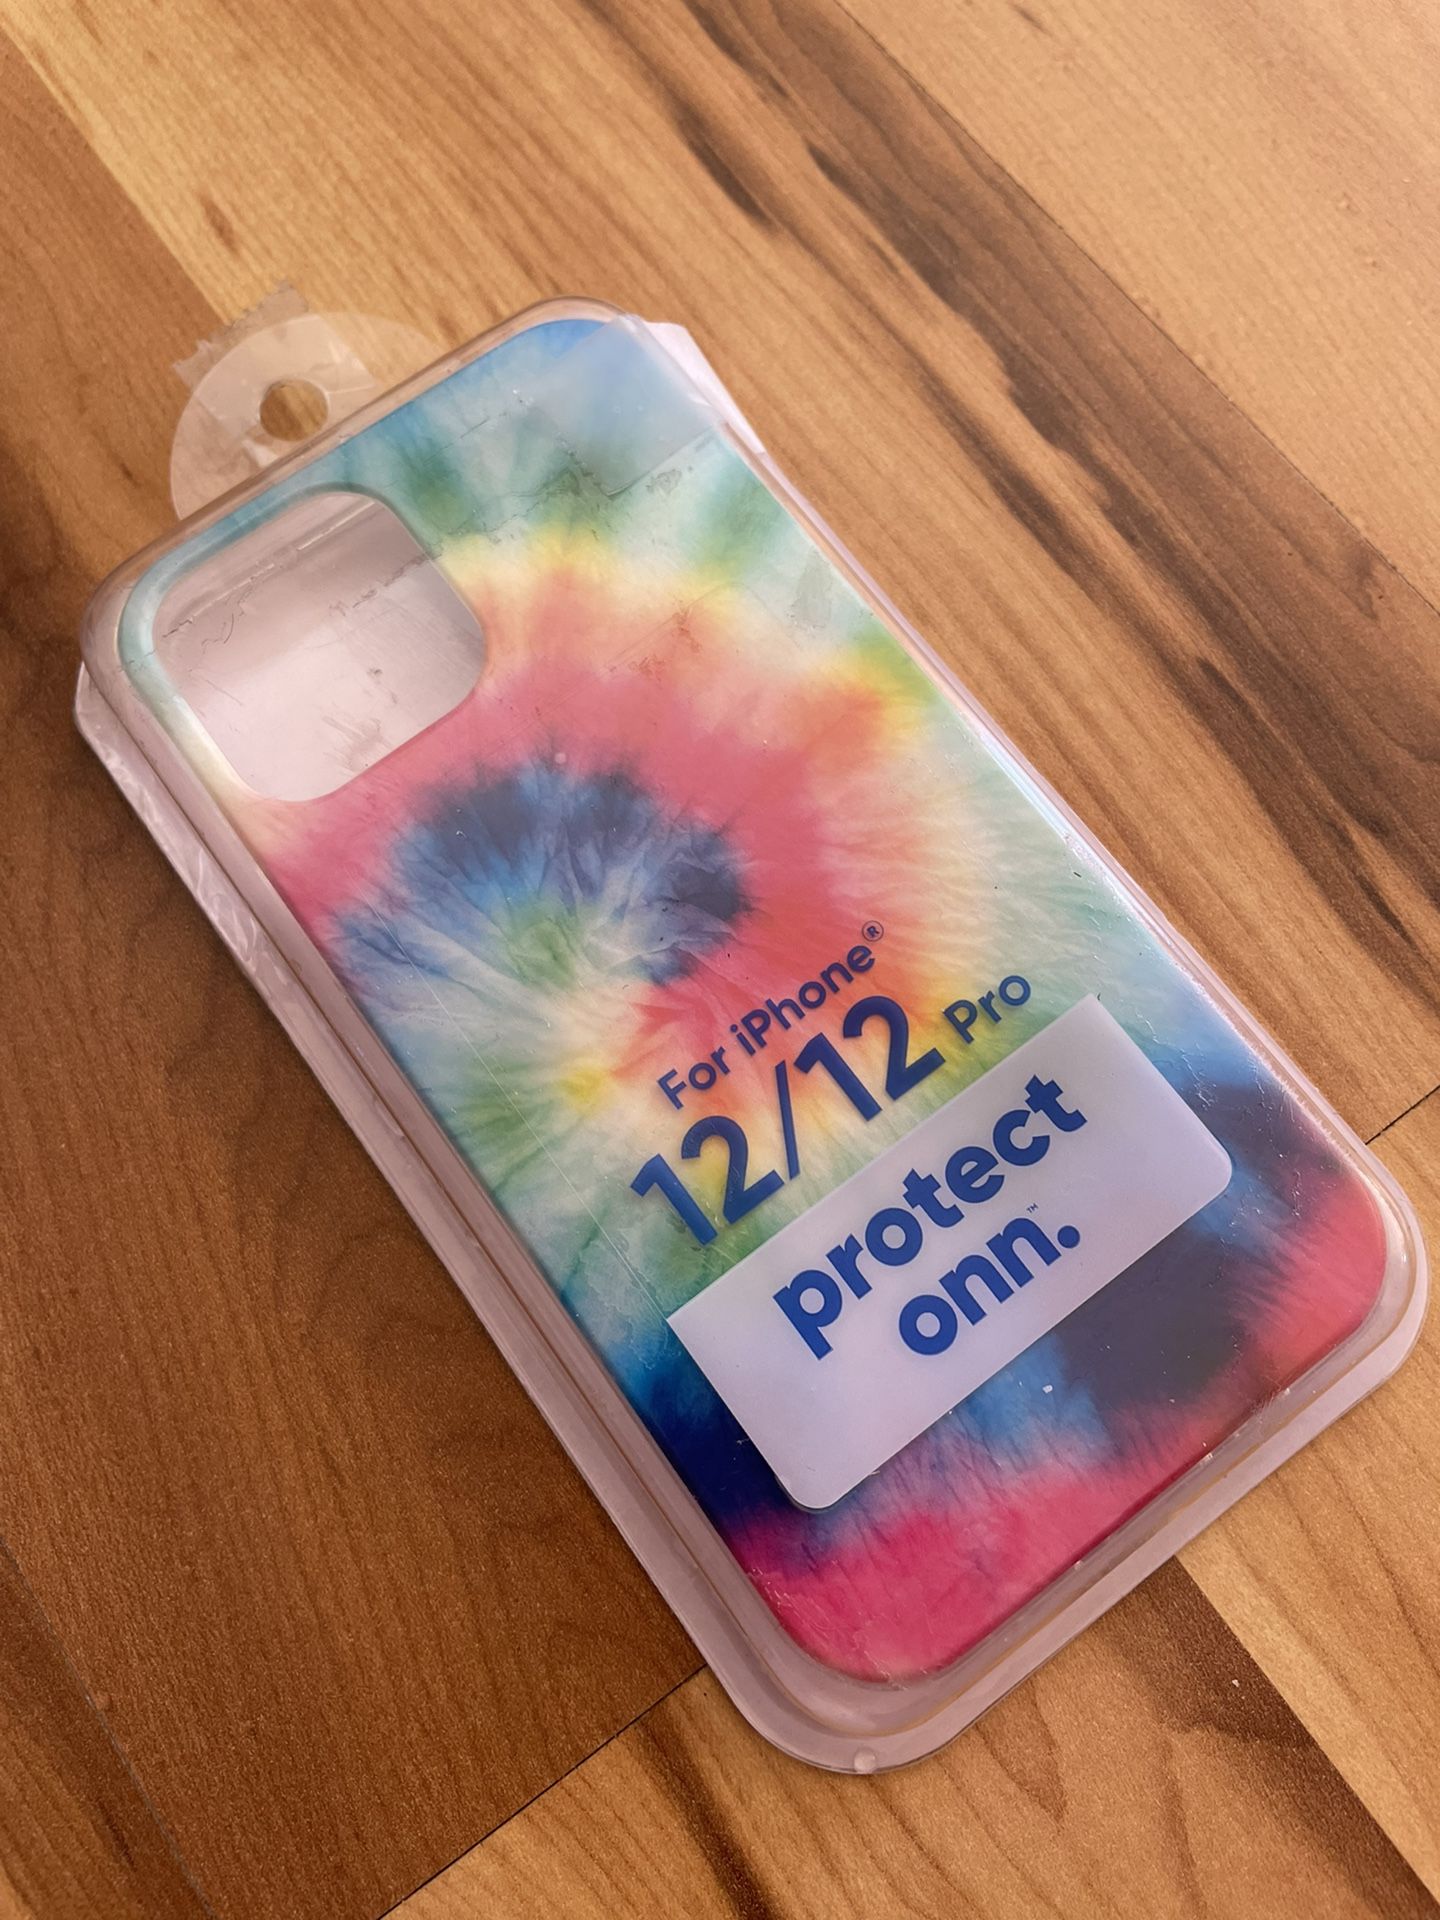 For iPhone®
12/12 Pro
protect
onn.™